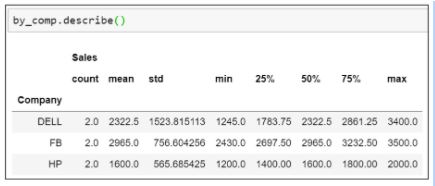 by_comp.describe()
Sales
count mean std min 25% 50% 75% max
Company
DELL 2.0 2322.5 1523.815113 1245.0 1783.75 2322.5 2861.25 3400.0
FB 2.0 2965.0 756.604256 2430.0 2697.50 2965.0 3232.50 3500.0
HP 2.0 1600.0 565.685425 1200.0 1400.00 1600.0 1800.00 2000.0